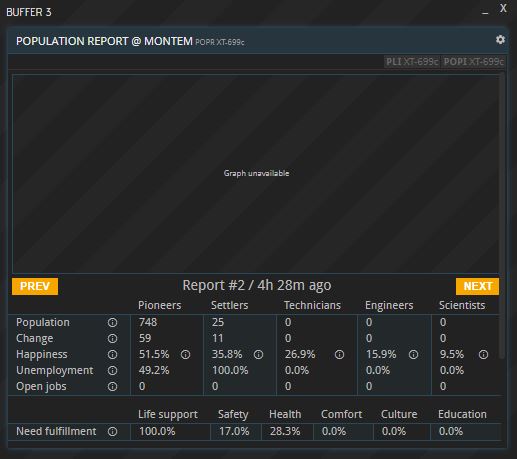 BUFFER 3 _ X
POPULATION REPORT @ MONTEM POPR XT-699c
PLI XT-699c POPI XT-699c
Graph unavailable
PREV Report #2 / 4h 28m ago NEXT
Pioneers Settlers Technicians Engineers Scientists
Population 748 25 0 0 0
Change 59 11 0 0 0
Happiness 51.5% 35.8% 26.9% 15.9% 9.5%
Unemployment 49.2% 100.0% 0.0% 0.0% 0.0%
Open jobs 0 0 0 0 0
Life support Safety Health Comfort Culture Education
Need fulfillment 100.0% 17.0% 28.3% 0.0% 0.0% 0.0%